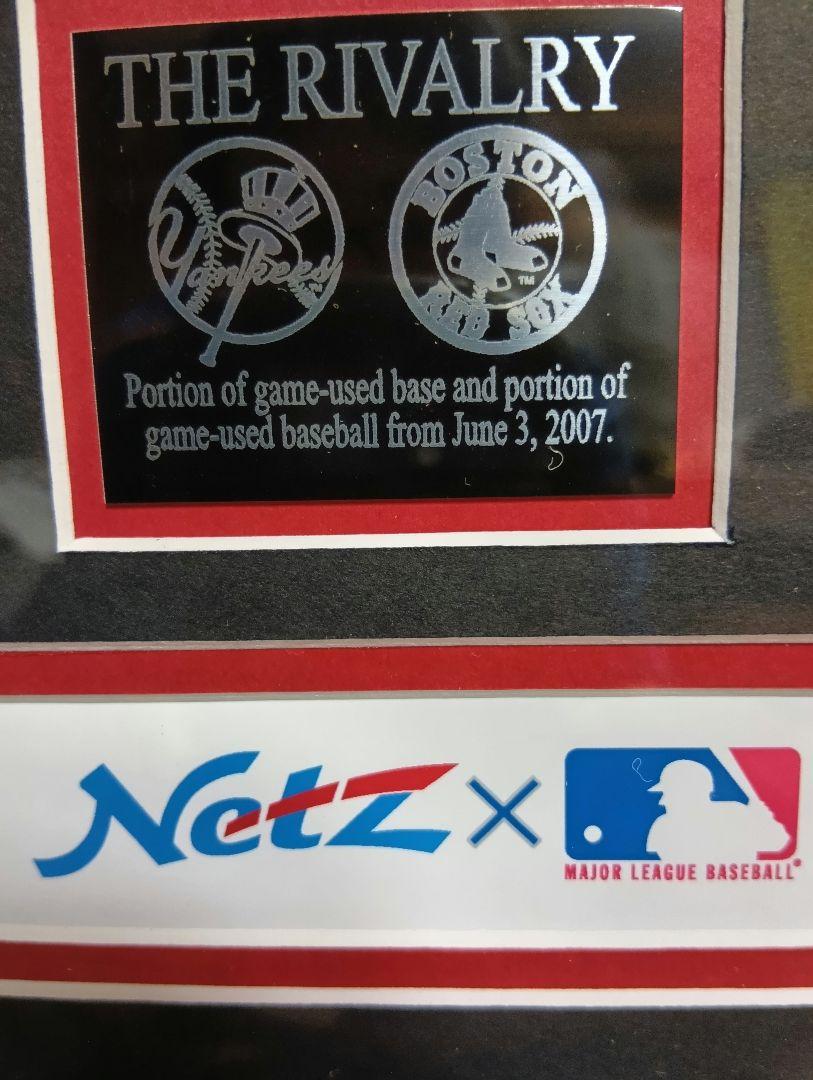 THE RIVALRY
Yankees
BOSTON
RED SOX
TM
Portion of game-used base and portion of
game-used baseball from June 3, 2007.
Netz × 
MAJOR LEAGUE BASEBALL®